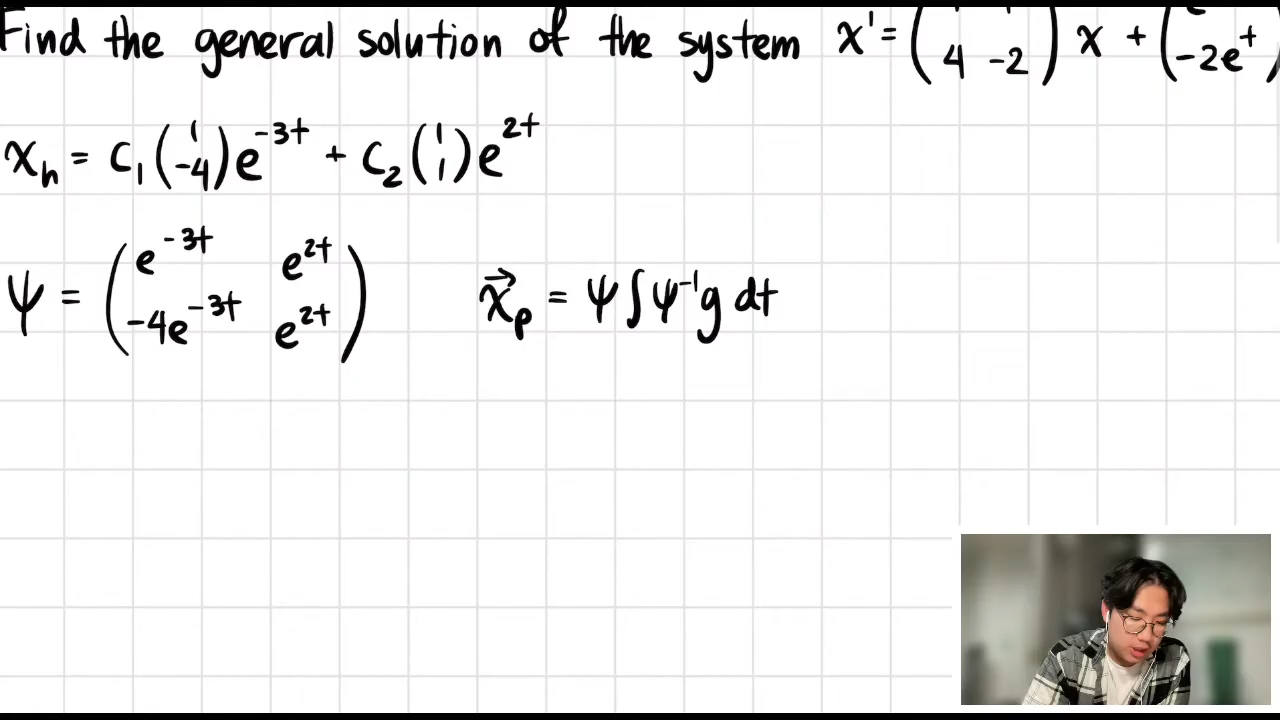 Find the general solution of the system x' = ( 4 -2 ) x + ( -2e^t )
x_h = c_1 (1 -4) e^{-3t} + c_2 (1 1) e^{2t}
ψ = ( e^{-3t} e^{2t} -4e^{-3t} e^{2t} ) x⃗_p = ψ ∫ ψ^{-1} g dt